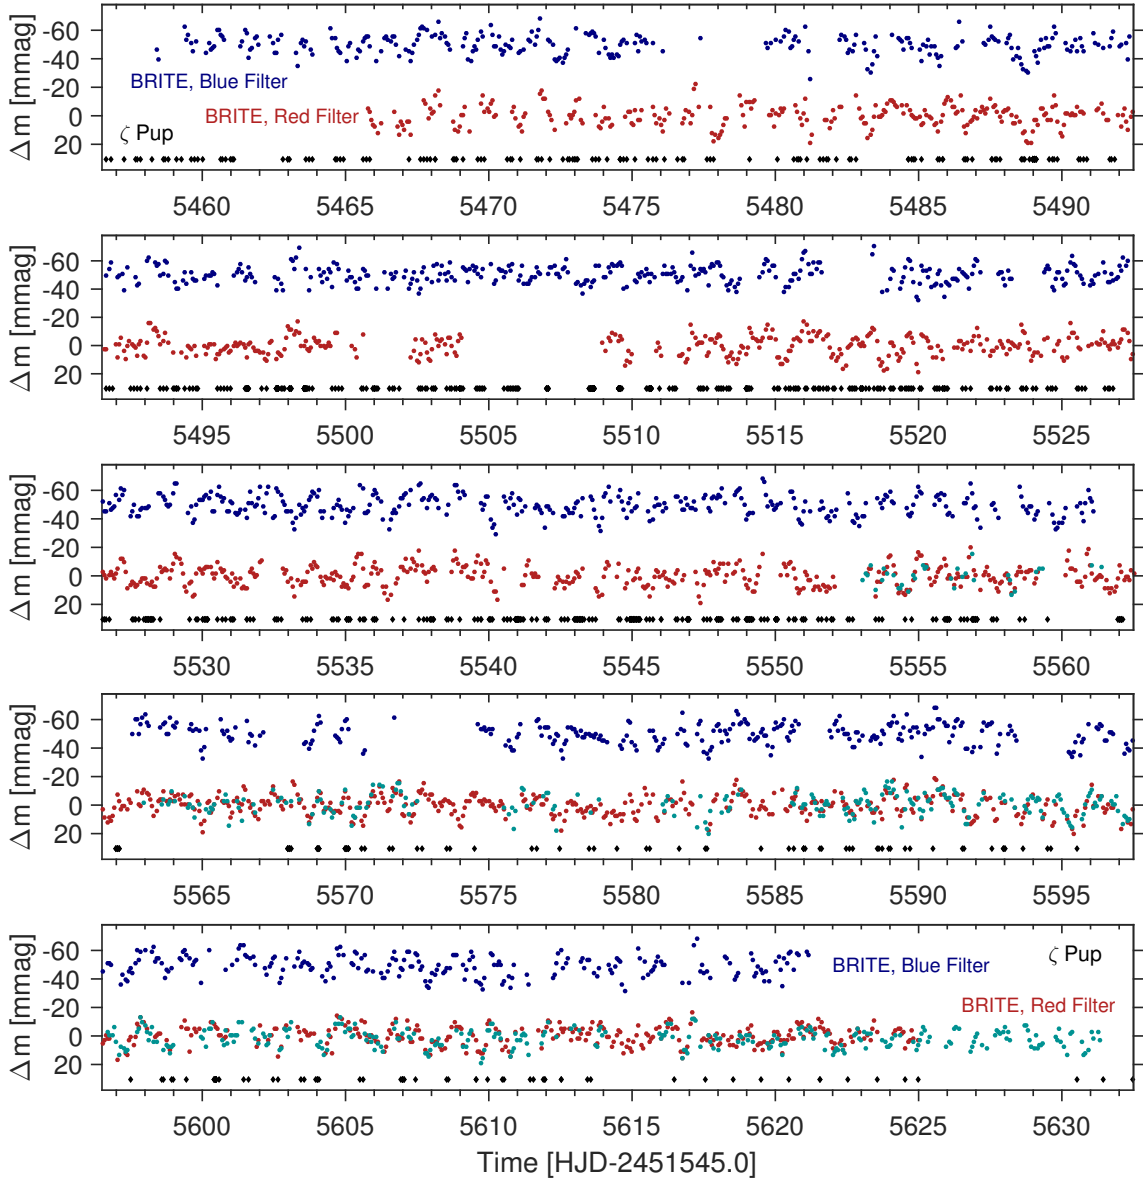 -60
-40
-20
0
20
Δ m [mmag]
BRITE, Blue Filter
BRITE, Red Filter
ζ Pup
5460 5465 5470 5475 5480 5485 5490
-60
-40
-20
0
20
Δ m [mmag]
5495 5500 5505 5510 5515 5520 5525
-60
-40
-20
0
20
Δ m [mmag]
5530 5535 5540 5545 5550 5555 5560
-60
-40
-20
0
20
Δ m [mmag]
5565 5570 5575 5580 5585 5590 5595
-60
-40
-20
0
20
Δ m [mmag]
ζ Pup
BRITE, Blue Filter
BRITE, Red Filter
5600 5605 5610 5615 5620 5625 5630
Time [HJD-2451545.0]